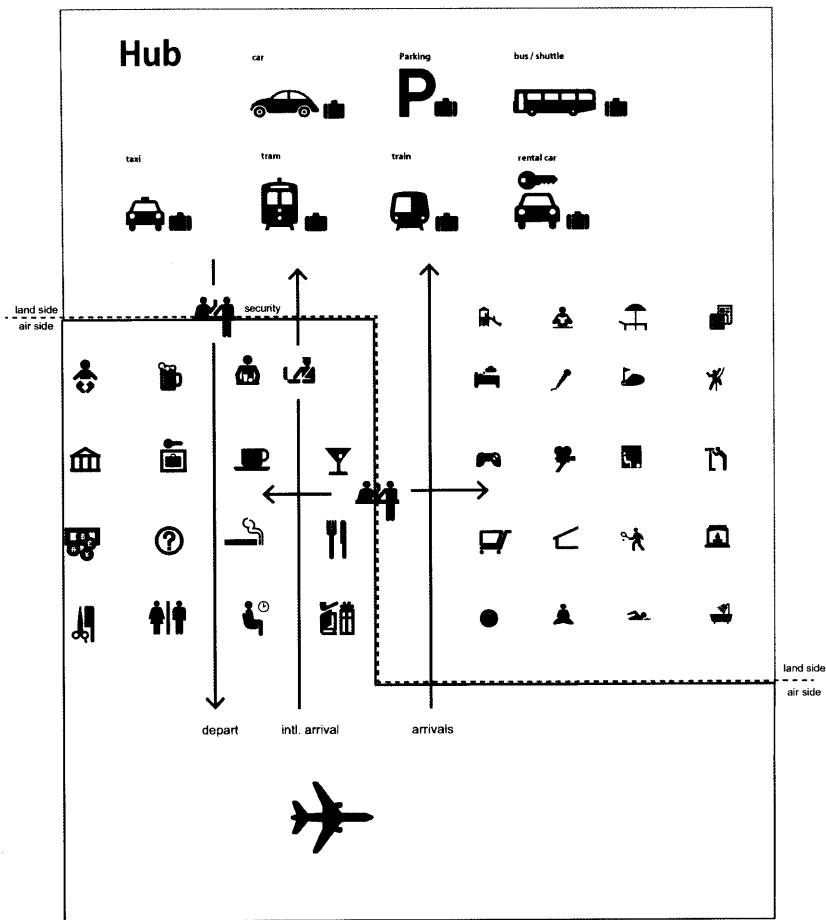 Hub
car
Parking
P
bus / shuttle
taxi
tram
train
rental car
land side
security
air side
?
land side
air side
depart
intl. arrival
arrivals